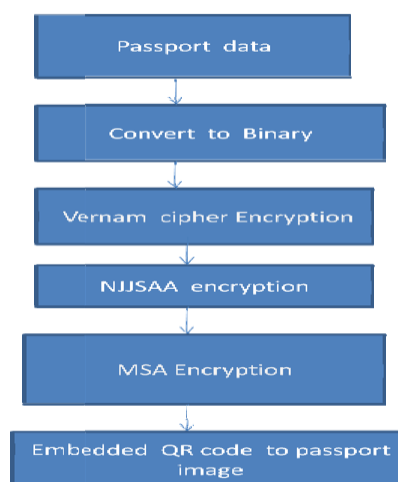 Passport data
Convert to Binary
Vernam cipher Encryption
NJJSAA encryption
MSA Encryption
Embedded QR code to passport
image